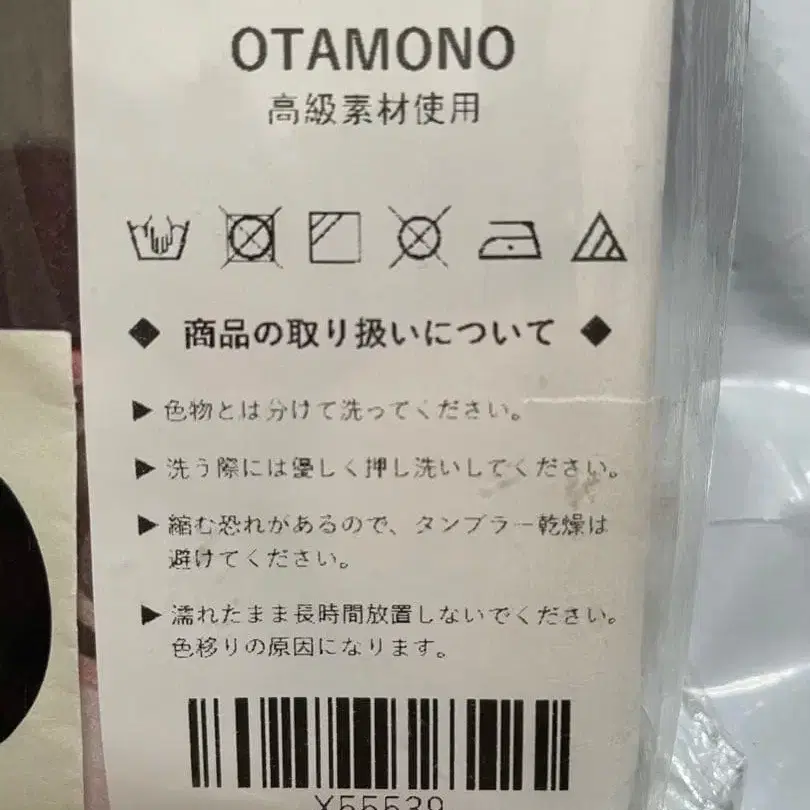 OTAMONO
高級素材使用
◆ 商品の取り扱いについて ◆
▶色物とは分けて洗ってください。
▶洗う際には優しく押し洗いしてください。
▶縮む恐れがあるので、タンブラー乾燥は
避けてください。
▶濡れたまま長時間放置しないでください。
色移りの原因になります。
X55539